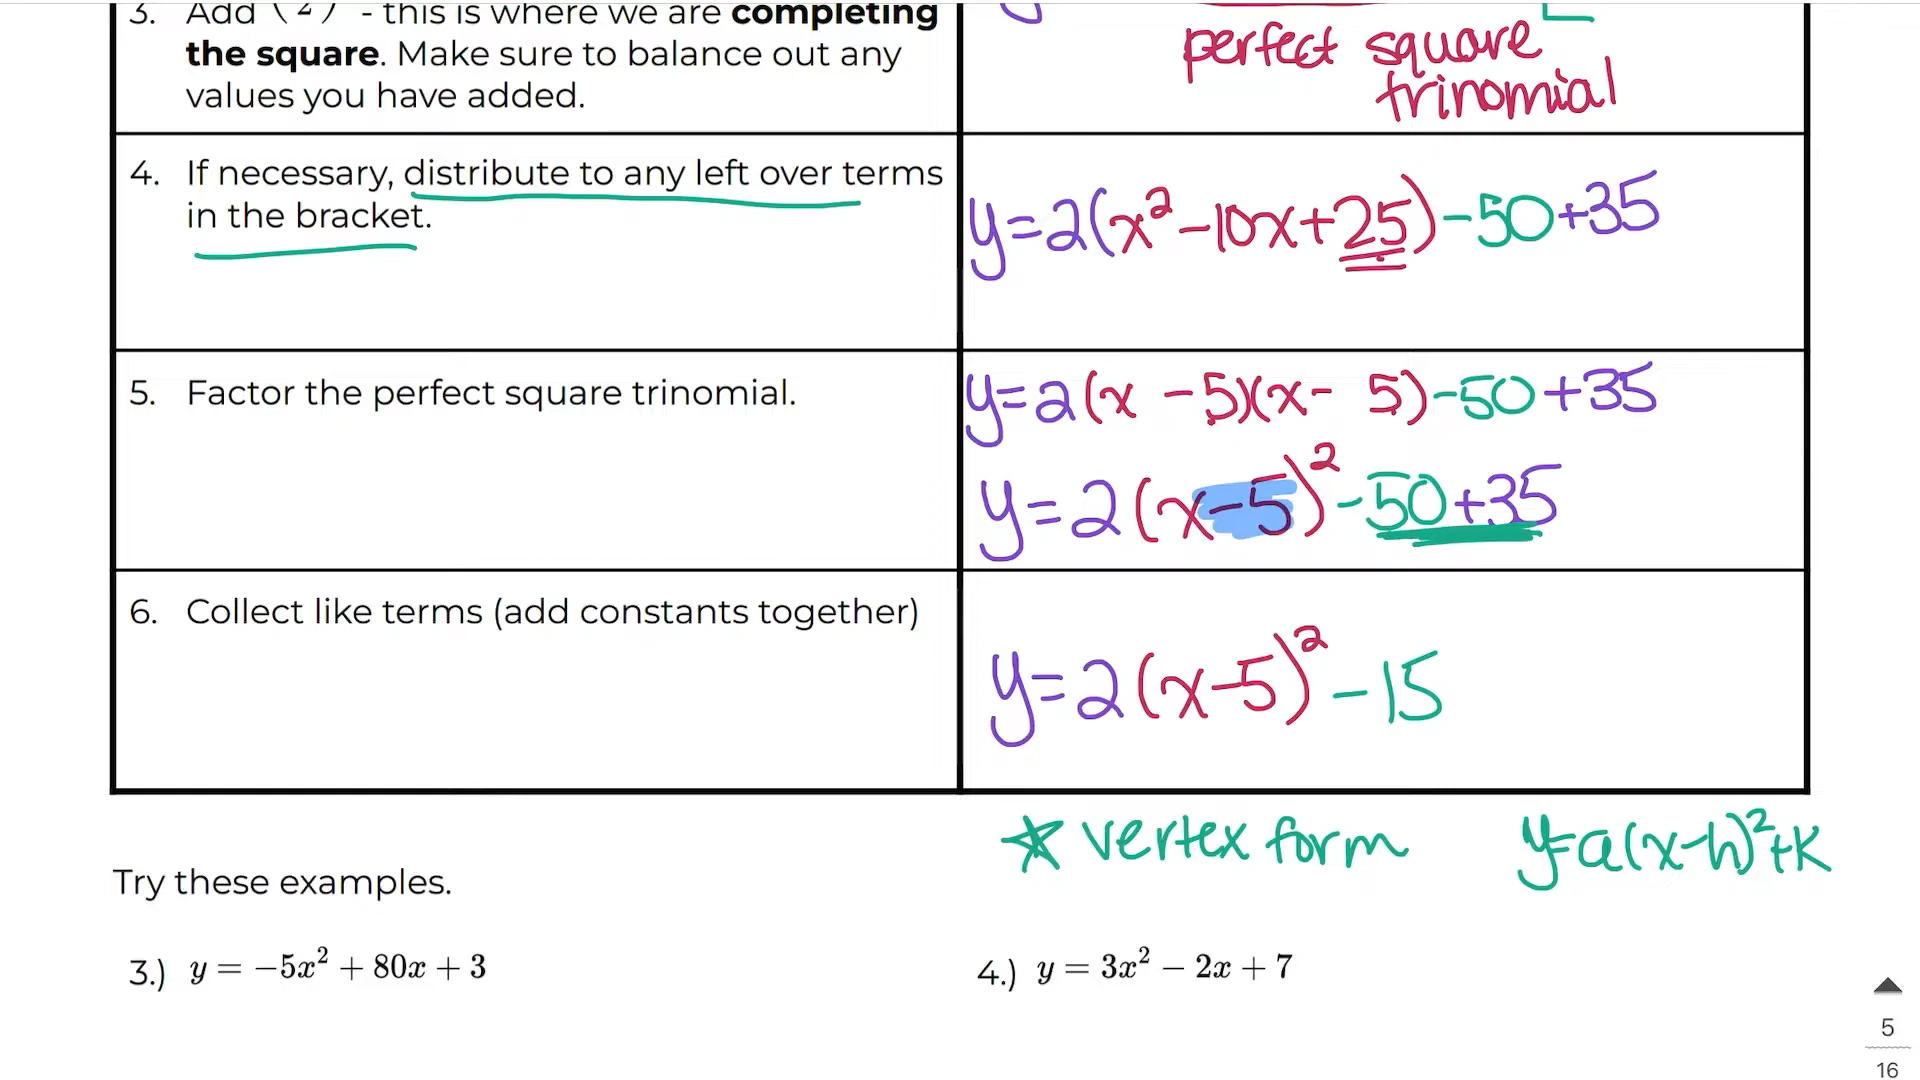 3. Add (2) - this is where we are completing
the square. Make sure to balance out any
values you have added.
perfect square
trinomial
4. If necessary, distribute to any left over terms
in the bracket.
y=2(x²-10x+25)-50+35
5. Factor the perfect square trinomial.
y=2(x -5)(x- 5)-50+35
y=2(x-5)²-50+35
6. Collect like terms (add constants together)
y=2(x-5)²-15
☆ vertex form y=a(x-h)²+k
Try these examples.
3.) y = −5x² + 80x + 3
4.) y = 3x² − 2x + 7
5
16